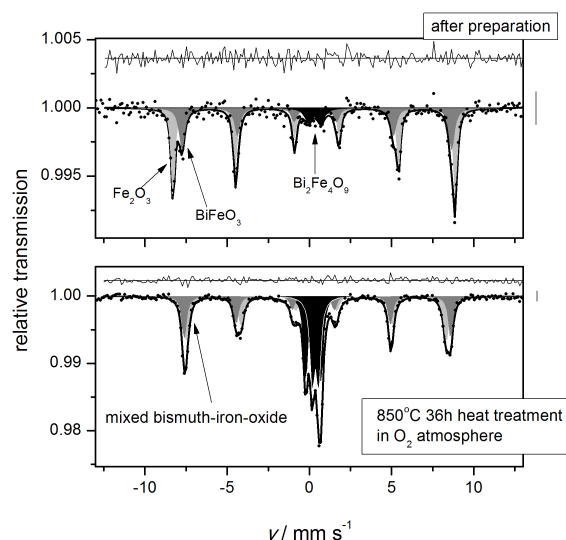 after preparation
1.005
1.000
0.995
Fe₂O₃
BiFeO₃
Bi₂Fe₄O₉
relative transmission
1.00
0.99
0.98
mixed bismuth-iron-oxide
850°C 36h heat treatment
in O₂ atmosphere
-10 -5 0 5 10
v / mm s⁻¹